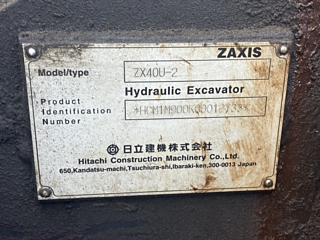 ZAXIS
Model/type ZX40U-2
Hydraulic Excavator
Product
Identification
Number
日立建機株式会社
Hitachi Construction Machinery Co.,Ltd.
650,Kandatsu-machi,Tsuchiura-shi,Ibaraki-ken,300-0013 Japan